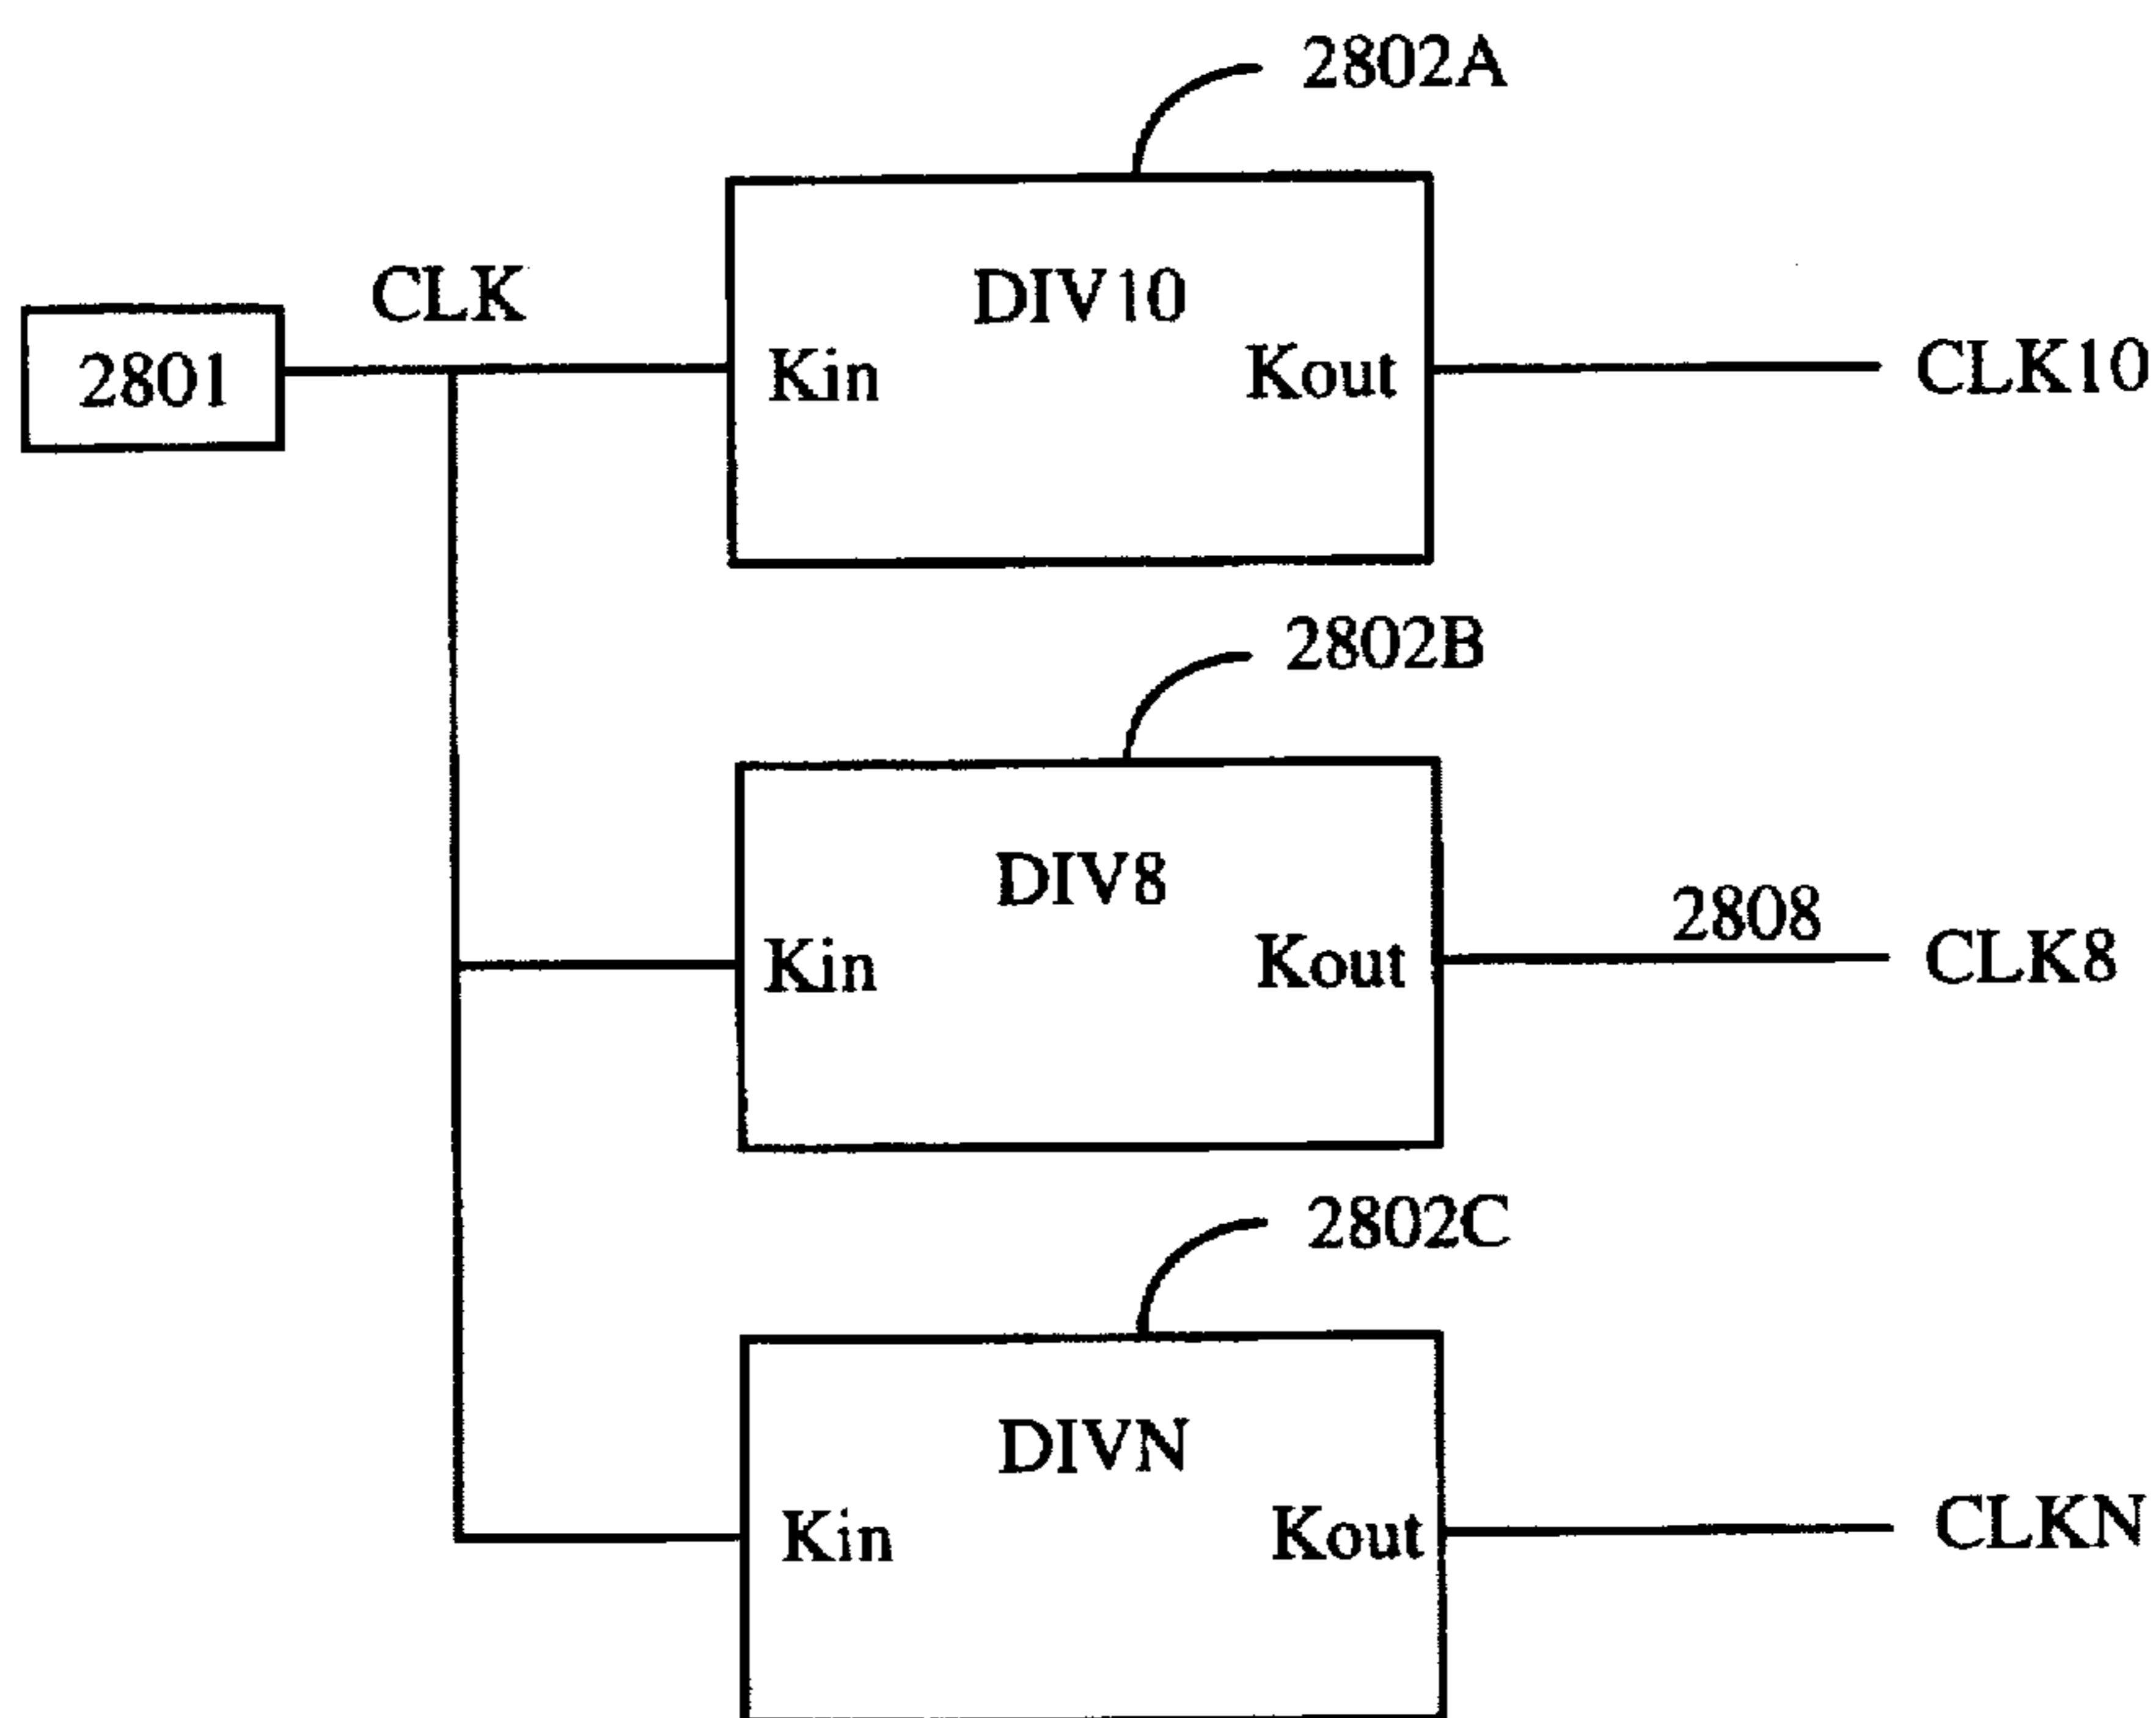 2802A
CLK
DIV10
2801
Kin
Kout
CLK10
2802B
DIV8
2808
Kin
Kout
CLK8
2802C
DIVN
Kin
Kout
CLKN